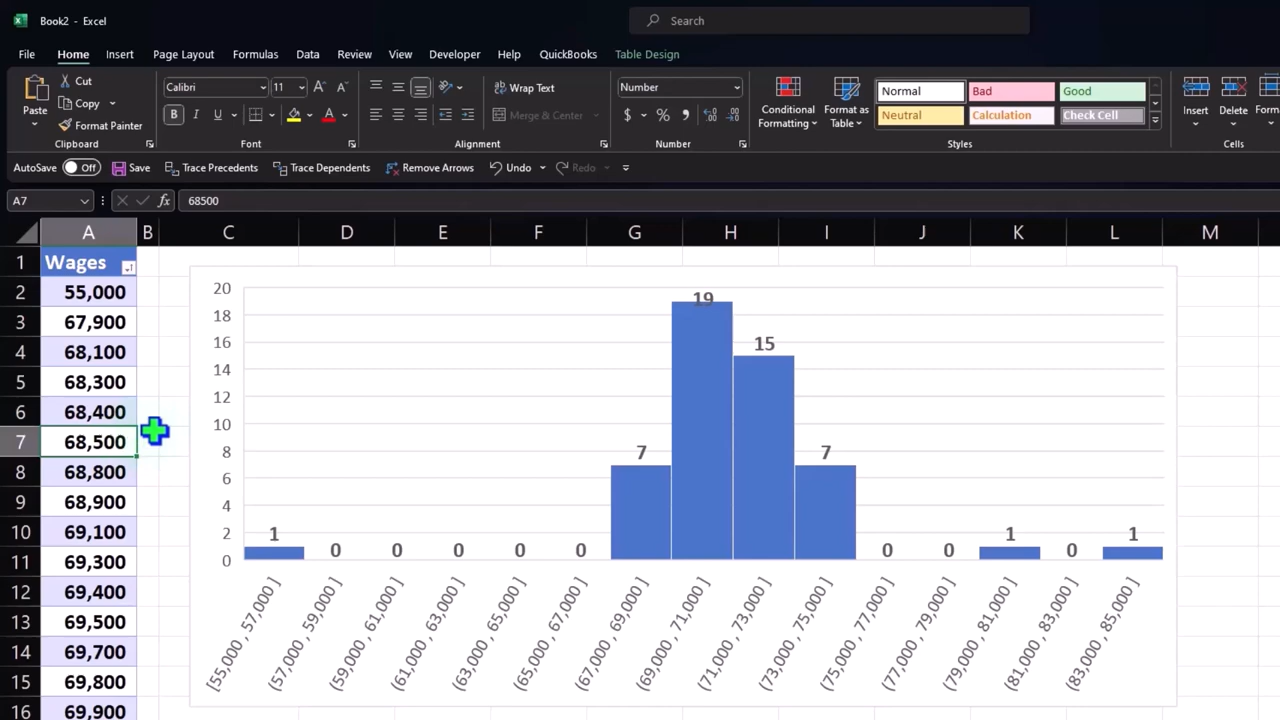 Book2 - Excel
Search
File Home Insert Page Layout Formulas Data Review View Developer Help QuickBooks Table Design
Paste
Cut
Copy
Format Painter
Clipboard
Calibri 11
B I U
Font
Wrap Text
Merge & Center
Alignment
Number
$ % ,
Number
Conditional Formatting
Format as Table
Normal Bad Good
Neutral Calculation Check Cell
Styles
Insert Delete
Cells
AutoSave Off Save Trace Precedents Trace Dependents Remove Arrows Undo Redo
A7 fx 68500
A B C D E F G H I J K L M
1 Wages
2 55,000
3 67,900
4 68,100
5 68,300
6 68,400
7 68,500
8 68,800
9 68,900
10 69,100
11 69,300
12 69,400
13 69,500
14 69,700
15 69,800
16 69,900
20
18
16
14
12
10
8
6
4
2
0
1 0 0 0 0 0 7 19 15 7 0 0 1 0 1
[55,000 , 57,000 ]
(57,000 , 59,000 ]
(59,000 , 61,000 ]
(61,000 , 63,000 ]
(63,000 , 65,000 ]
(65,000 , 67,000 ]
(67,000 , 69,000 ]
(69,000 , 71,000 ]
(71,000 , 73,000 ]
(73,000 , 75,000 ]
(75,000 , 77,000 ]
(77,000 , 79,000 ]
(79,000 , 81,000 ]
(81,000 , 83,000 ]
(83,000 , 85,000 ]